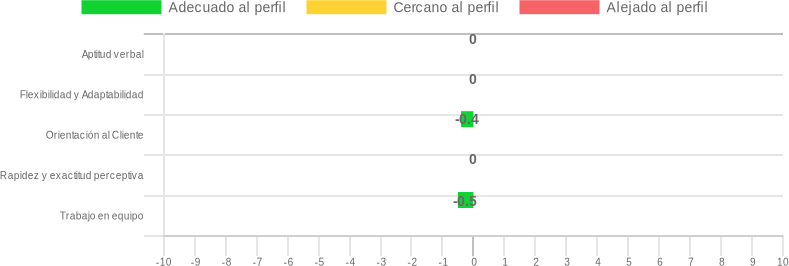 Adecuado al perfil Cercano al perfil Alejado al perfil
0
Aptitud verbal
0
Flexibilidad y Adaptabilidad
-0.4
Orientación al Cliente
0
Rapidez y exactitud perceptiva
-0.5
Trabajo en equipo
-10 -9 -8 -7 -6 -5 -4 -3 -2 -1 0 1 2 3 4 5 6 7 8 9 10